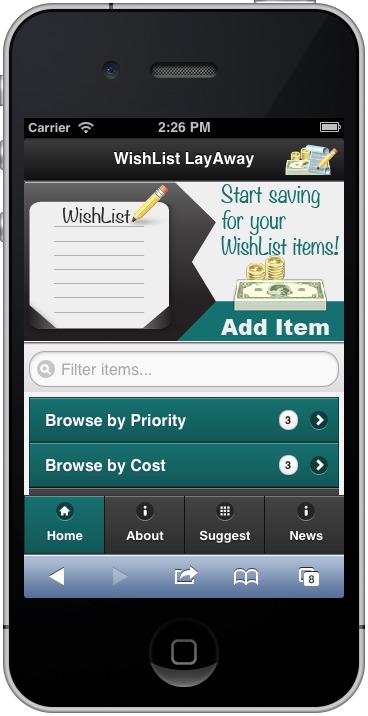 Carrier 2:26 PM
WishList LayAway
WishList
Start saving
for your
WishList items!
Add Item
Filter items...
Browse by Priority 3
Browse by Cost 3
Home About Suggest News
8